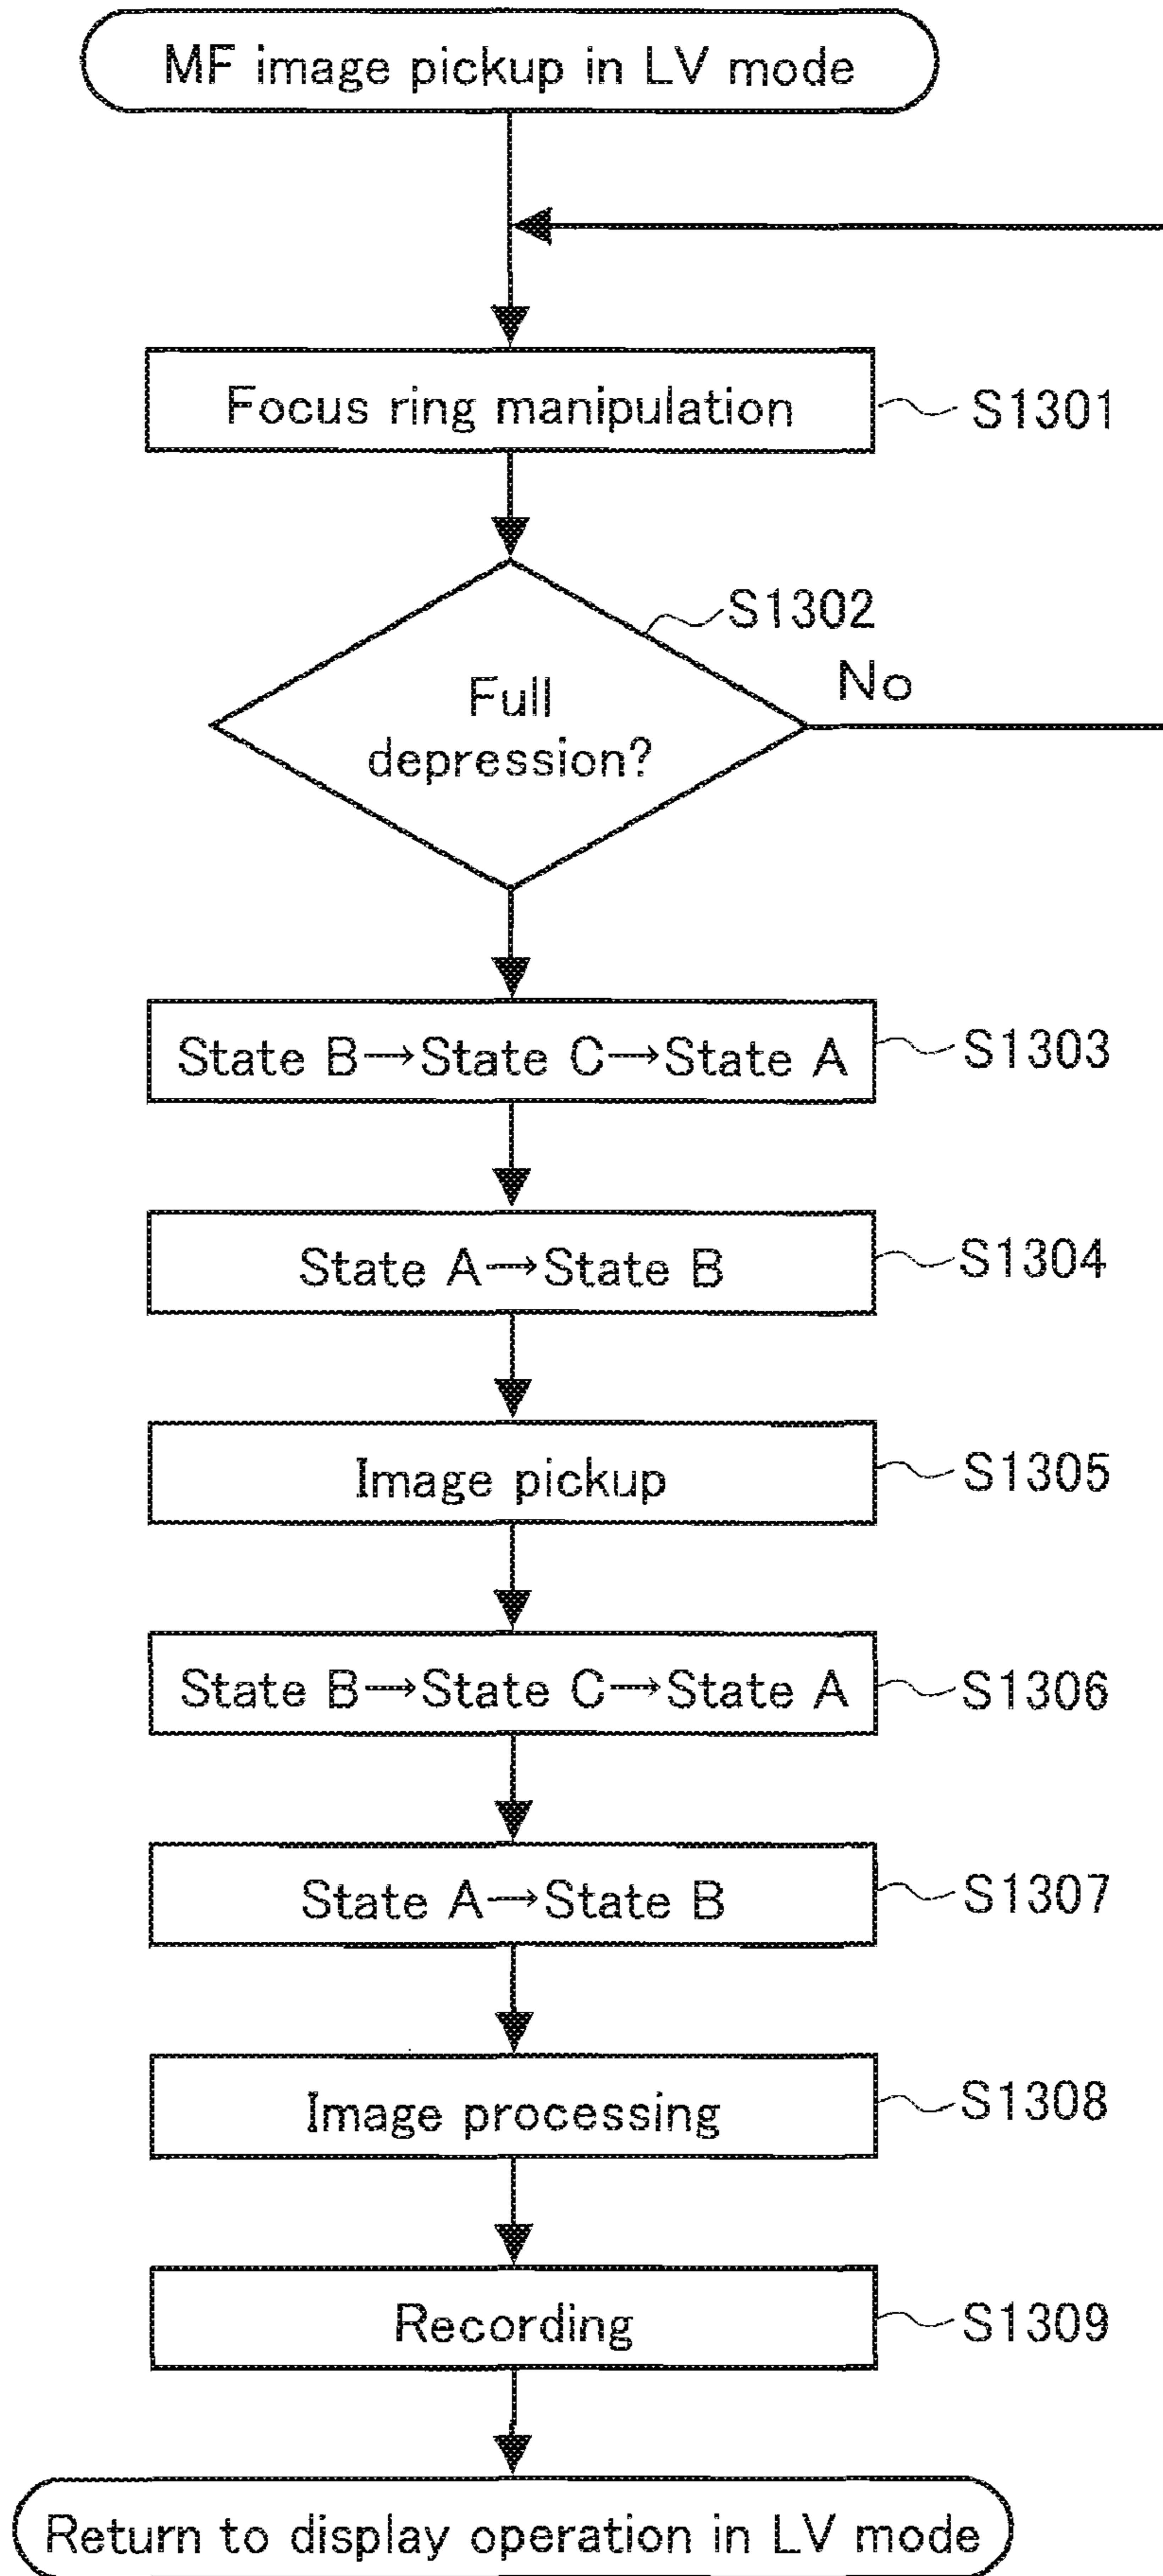 MF image pickup in LV mode
Focus ring manipulation
S1301
S1302
No
Full
depression?
State B→State C→State A
S1303
State A→State B
S1304
Image pickup
S1305
State B→State C→State A
S1306
State A→State B
S1307
Image processing
S1308
Recording
S1309
Return to display operation in LV mode